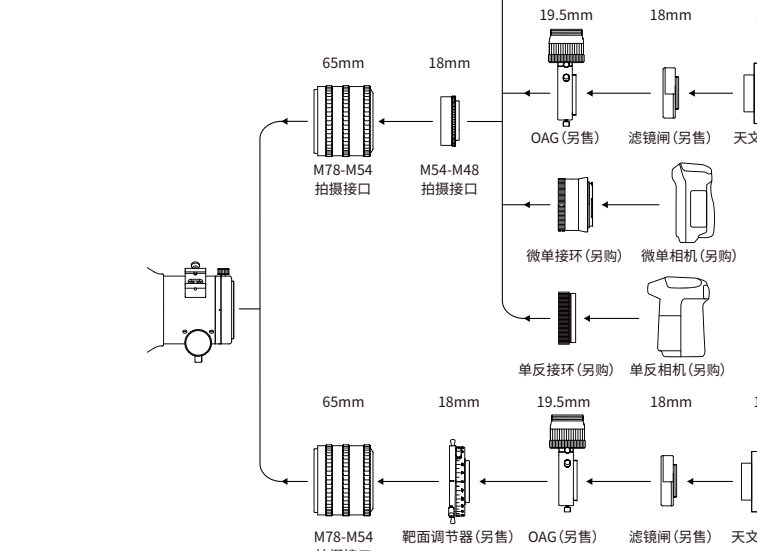 19.5mm 18mm
65mm 18mm
OAG(另售) 滤镜闸(另售) 天文
M78-M54 M54-M48
拍摄接口 拍摄接口
微单接环(另购) 微单相机(另购)
单反接环(另购) 单反相机(另购)
65mm 18mm 19.5mm 18mm
M78-M54 靶面调节器(另售) OAG(另售) 滤镜闸(另售) 天文